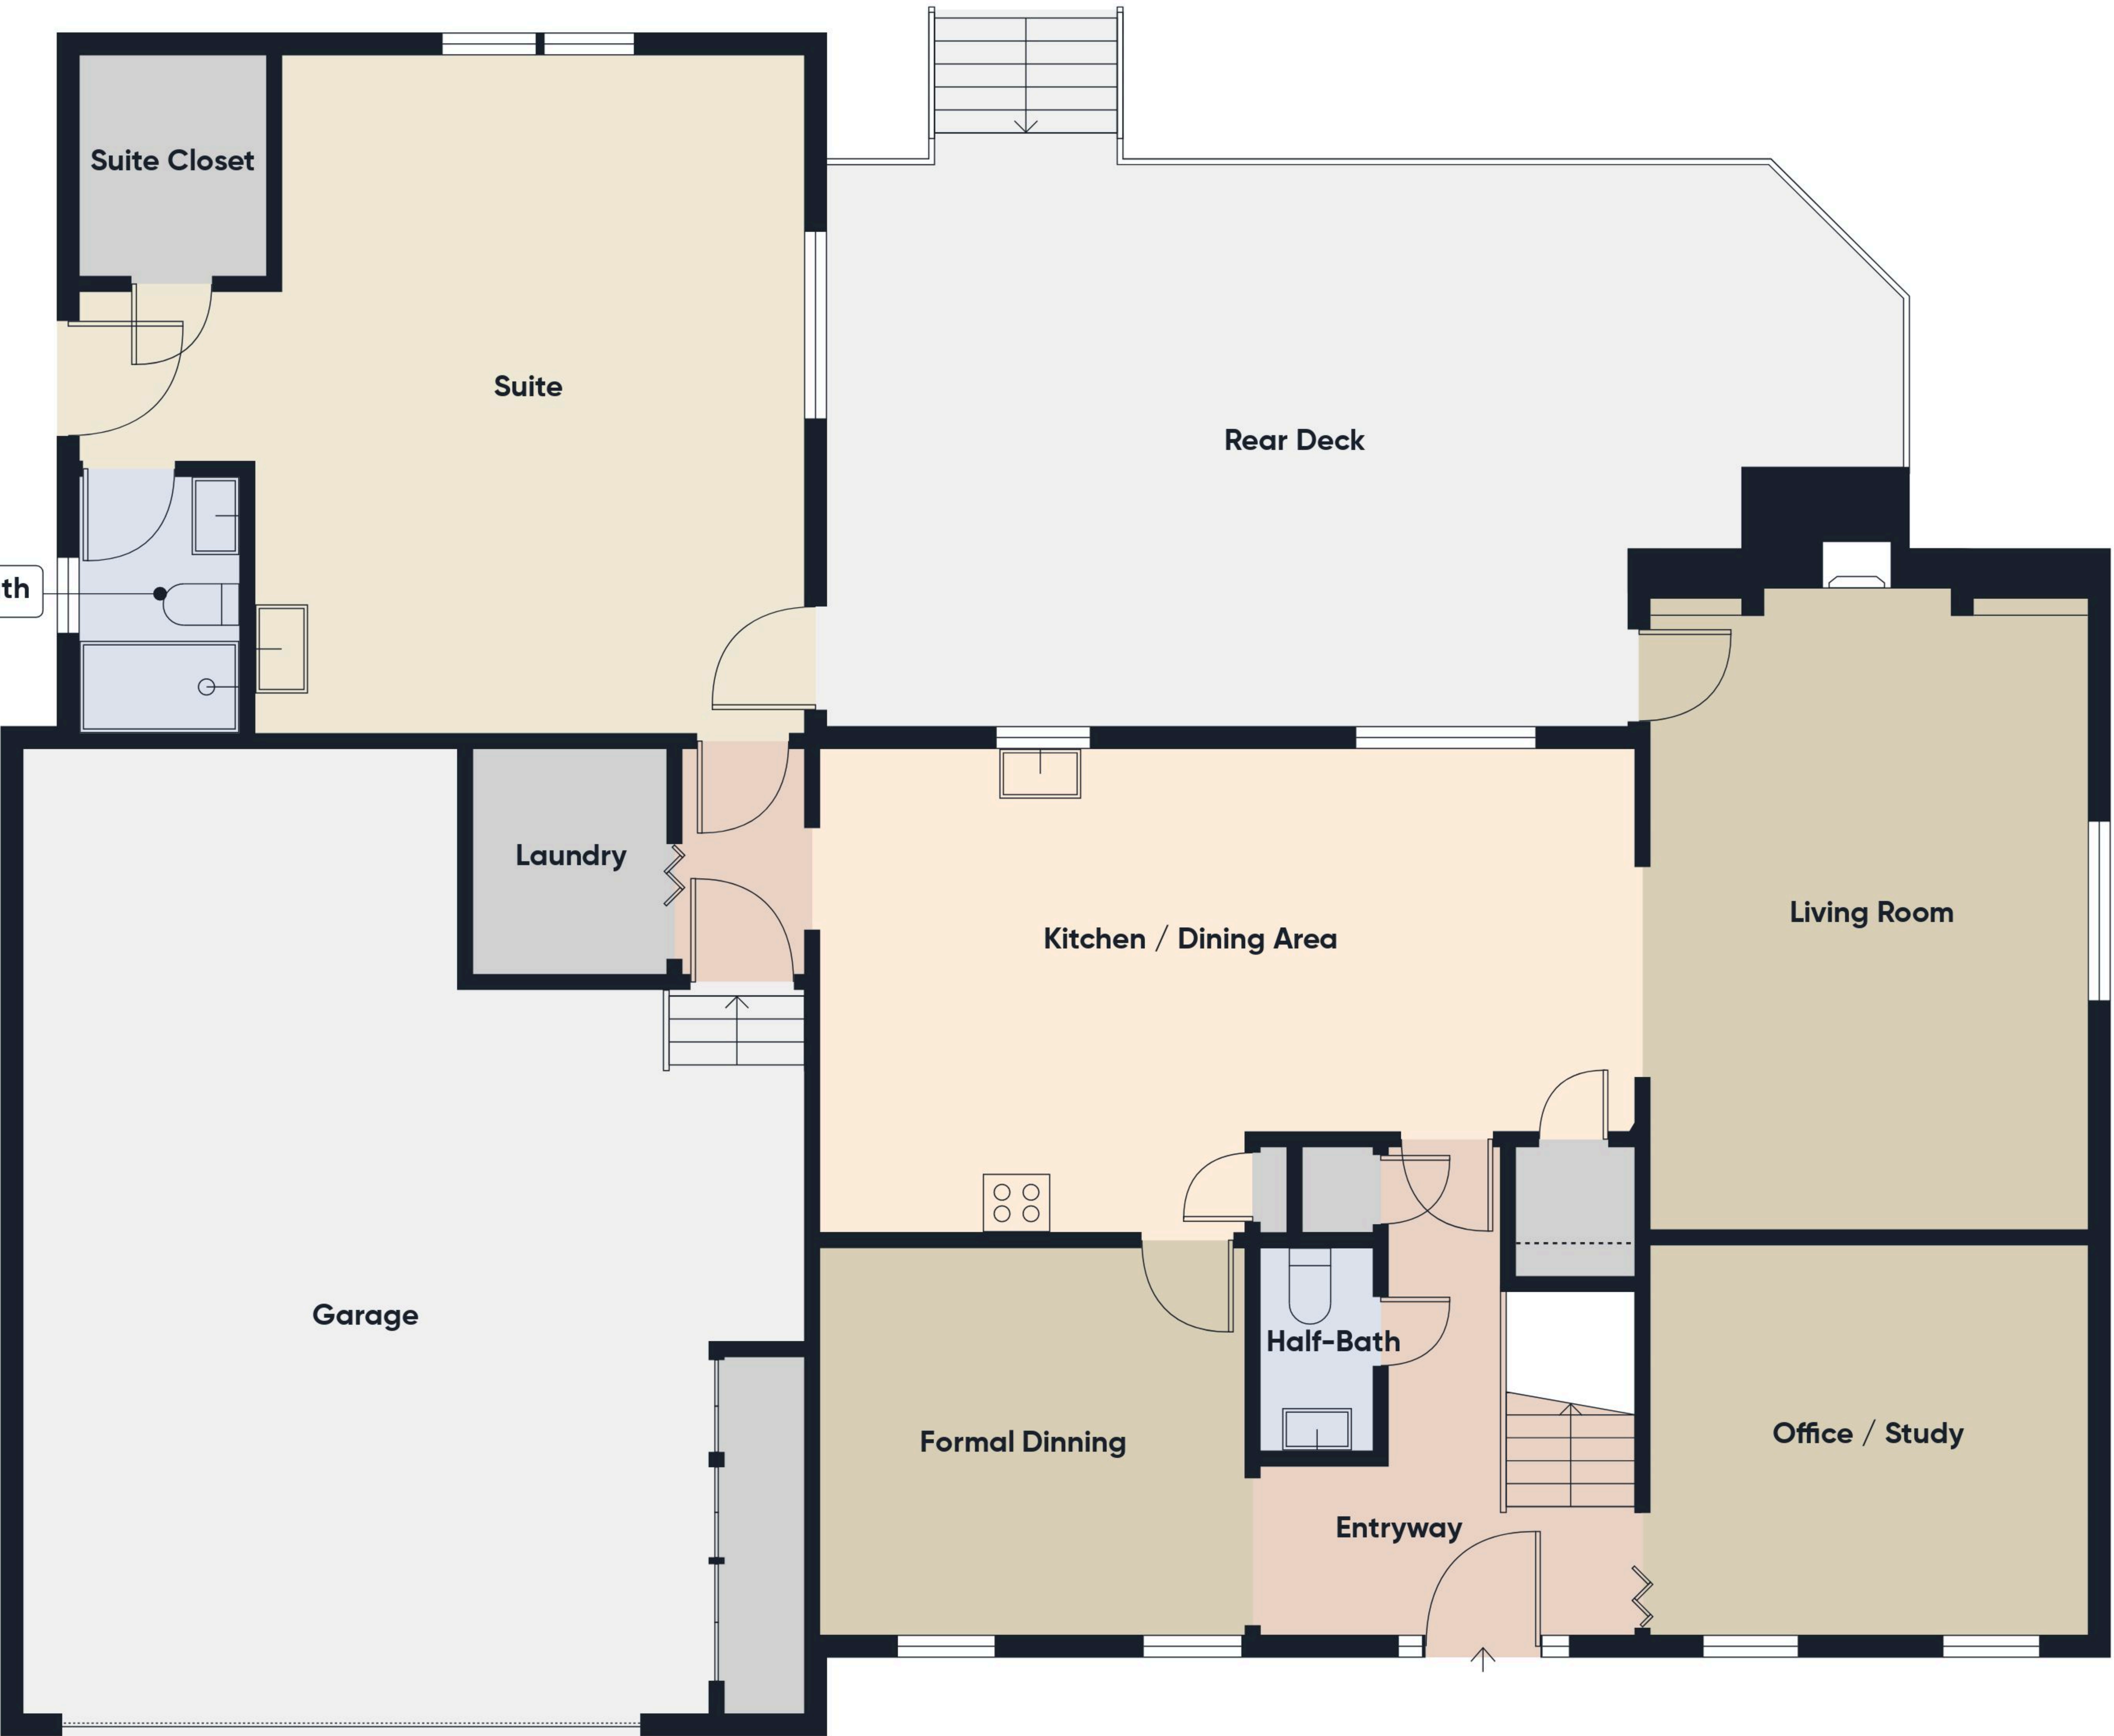 Suite Closet
Suite
Rear Deck
th
Laundry
Kitchen / Dining Area
Living Room
Garage
Half-Bath
Formal Dinning
Office / Study
Entryway